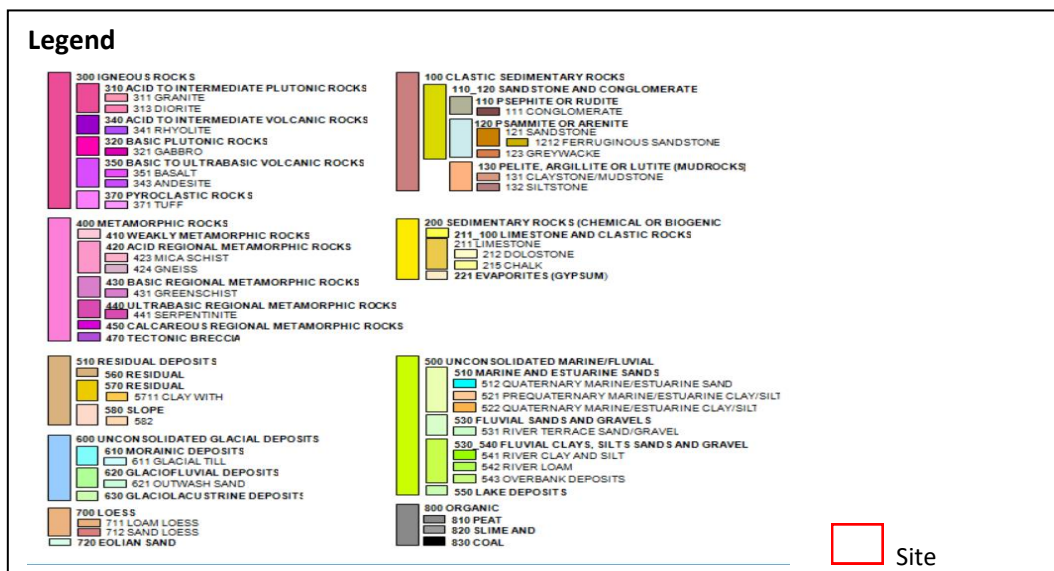 Legend
300 IGNEOUS ROCKS
310 ACID TO INTERMEDIATE PLUTONIC ROCKS
311 GRANITE
313 DIORITE
340 ACID TO INTERMEDIATE VOLCANIC ROCKS
341 RHYOLITE
320 BASIC PLUTONIC ROCKS
321 GABBRO
350 BASIC TO ULTRABASIC VOLCANIC ROCKS
351 BASALT
343 ANDESITE
370 PYROCLASTIC ROCKS
371 TUFF
400 METAMORPHIC ROCKS
410 WEAKLY METAMORPHIC ROCKS
420 ACID REGIONAL METAMORPHIC ROCKS
423 MICA SCHIST
424 GNEISS
430 BASIC REGIONAL METAMORPHIC ROCKS
431 GREENSCHIST
440 ULTRABASIC REGIONAL METAMORPHIC ROCKS
441 SERPENTINITE
450 CALCAREOUS REGIONAL METAMORPHIC ROCKS
470 TECTONIC BRECCIA
510 RESIDUAL DEPOSITS
560 RESIDUAL
570 RESIDUAL
5711 CLAY WITH
580 SLOPE
582
600 UNCONSOLIDATED GLACIAL DEPOSITS
610 MORAINIC DEPOSITS
611 GLACIAL TILL
620 GLACIOFLUVIAL DEPOSITS
621 OUTWASH SAND
630 GLACIOLACUSTRINE DEPOSITS
700 LOESS
711 LOAM LOESS
712 SAND LOESS
720 EOLIAN SAND
100 CLASTIC SEDIMENTARY ROCKS
110_120 SANDSTONE AND CONGLOMERATE
110 PSEPHITE OR RUDITE
111 CONGLOMERATE
120 PSAMMITE OR ARENITE
121 SANDSTONE
1212 FERRUGINOUS SANDSTONE
123 GREYWACKE
130 PELITE, ARGILLITE OR LUTITE (MUDROCKS)
131 CLAYSTONE/MUDSTONE
132 SILTSTONE
200 SEDIMENTARY ROCKS (CHEMICAL OR BIOGENIC
211_100 LIMESTONE AND CLASTIC ROCKS
211 LIMESTONE
212 DOLOSTONE
215 CHALK
221 EVAPORITES (GYPSUM)
500 UNCONSOLIDATED MARINE/FLUVIAL
510 MARINE AND ESTUARINE SANDS
512 QUATERNARY MARINE/ESTUARINE SAND
521 PREQUATERNARY MARINE/ESTUARINE CLAY/SILT
522 QUATERNARY MARINE/ESTUARINE CLAY/SILT
530 FLUVIAL SANDS AND GRAVELS
531 RIVER TERRACE SAND/GRAVEL
530_540 FLUVIAL CLAYS, SILTS SANDS AND GRAVEL
541 RIVER CLAY AND SILT
542 RIVER LOAM
543 OVERBANK DEPOSITS
550 LAKE DEPOSITS
800 ORGANIC
810 PEAT
820 SLIME AND
830 COAL
Site